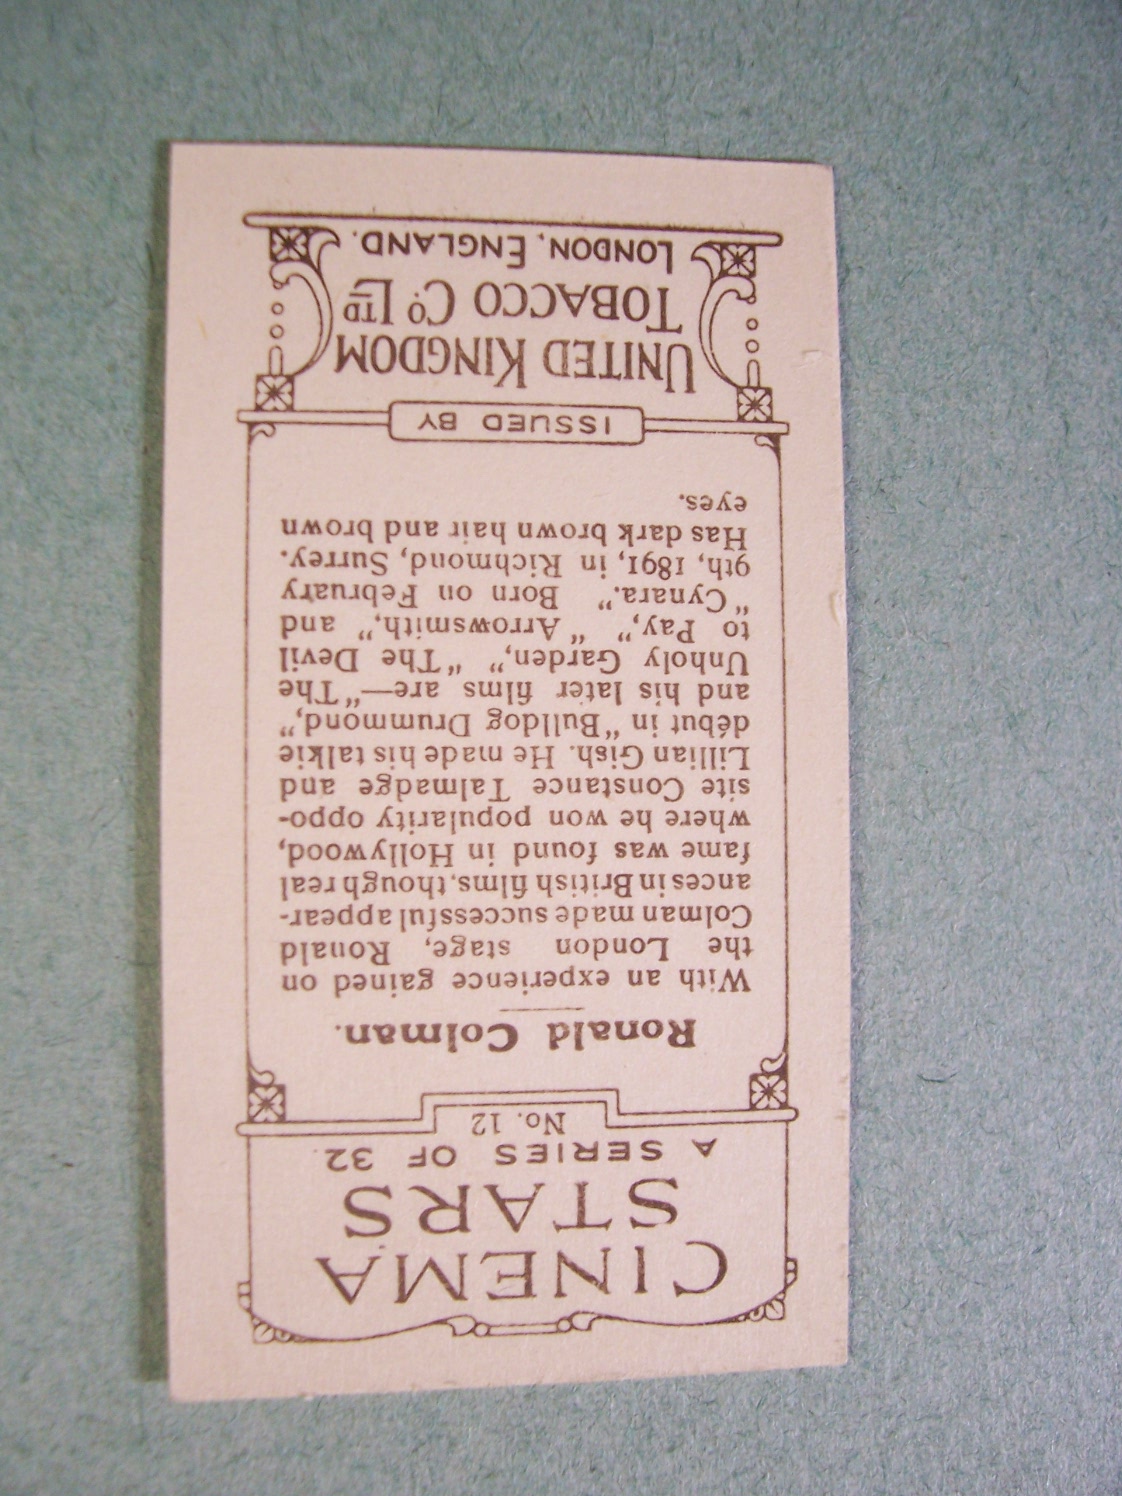 CINEMA
STARS
A SERIES OF 32.
No. 12
Ronald Colman.
With an experience gained on
the London stage, Ronald
Colman made successful appear-
ances in British films, though real
fame was found in Hollywood,
where he won popularity oppo-
site Constance Talmadge and
Lillian Gish. He made his talkie
début in "Bulldog Drummond,"
and his later films are—"The
Unholy Garden," "The Devil
to Pay," "Arrowsmith," and
"Cynara." Born on February
9th, 1891, in Richmond, Surrey.
Has dark brown hair and brown
eyes.
ISSUED BY
UNITED KINGDOM
TOBACCO CO. LTD
LONDON, ENGLAND.